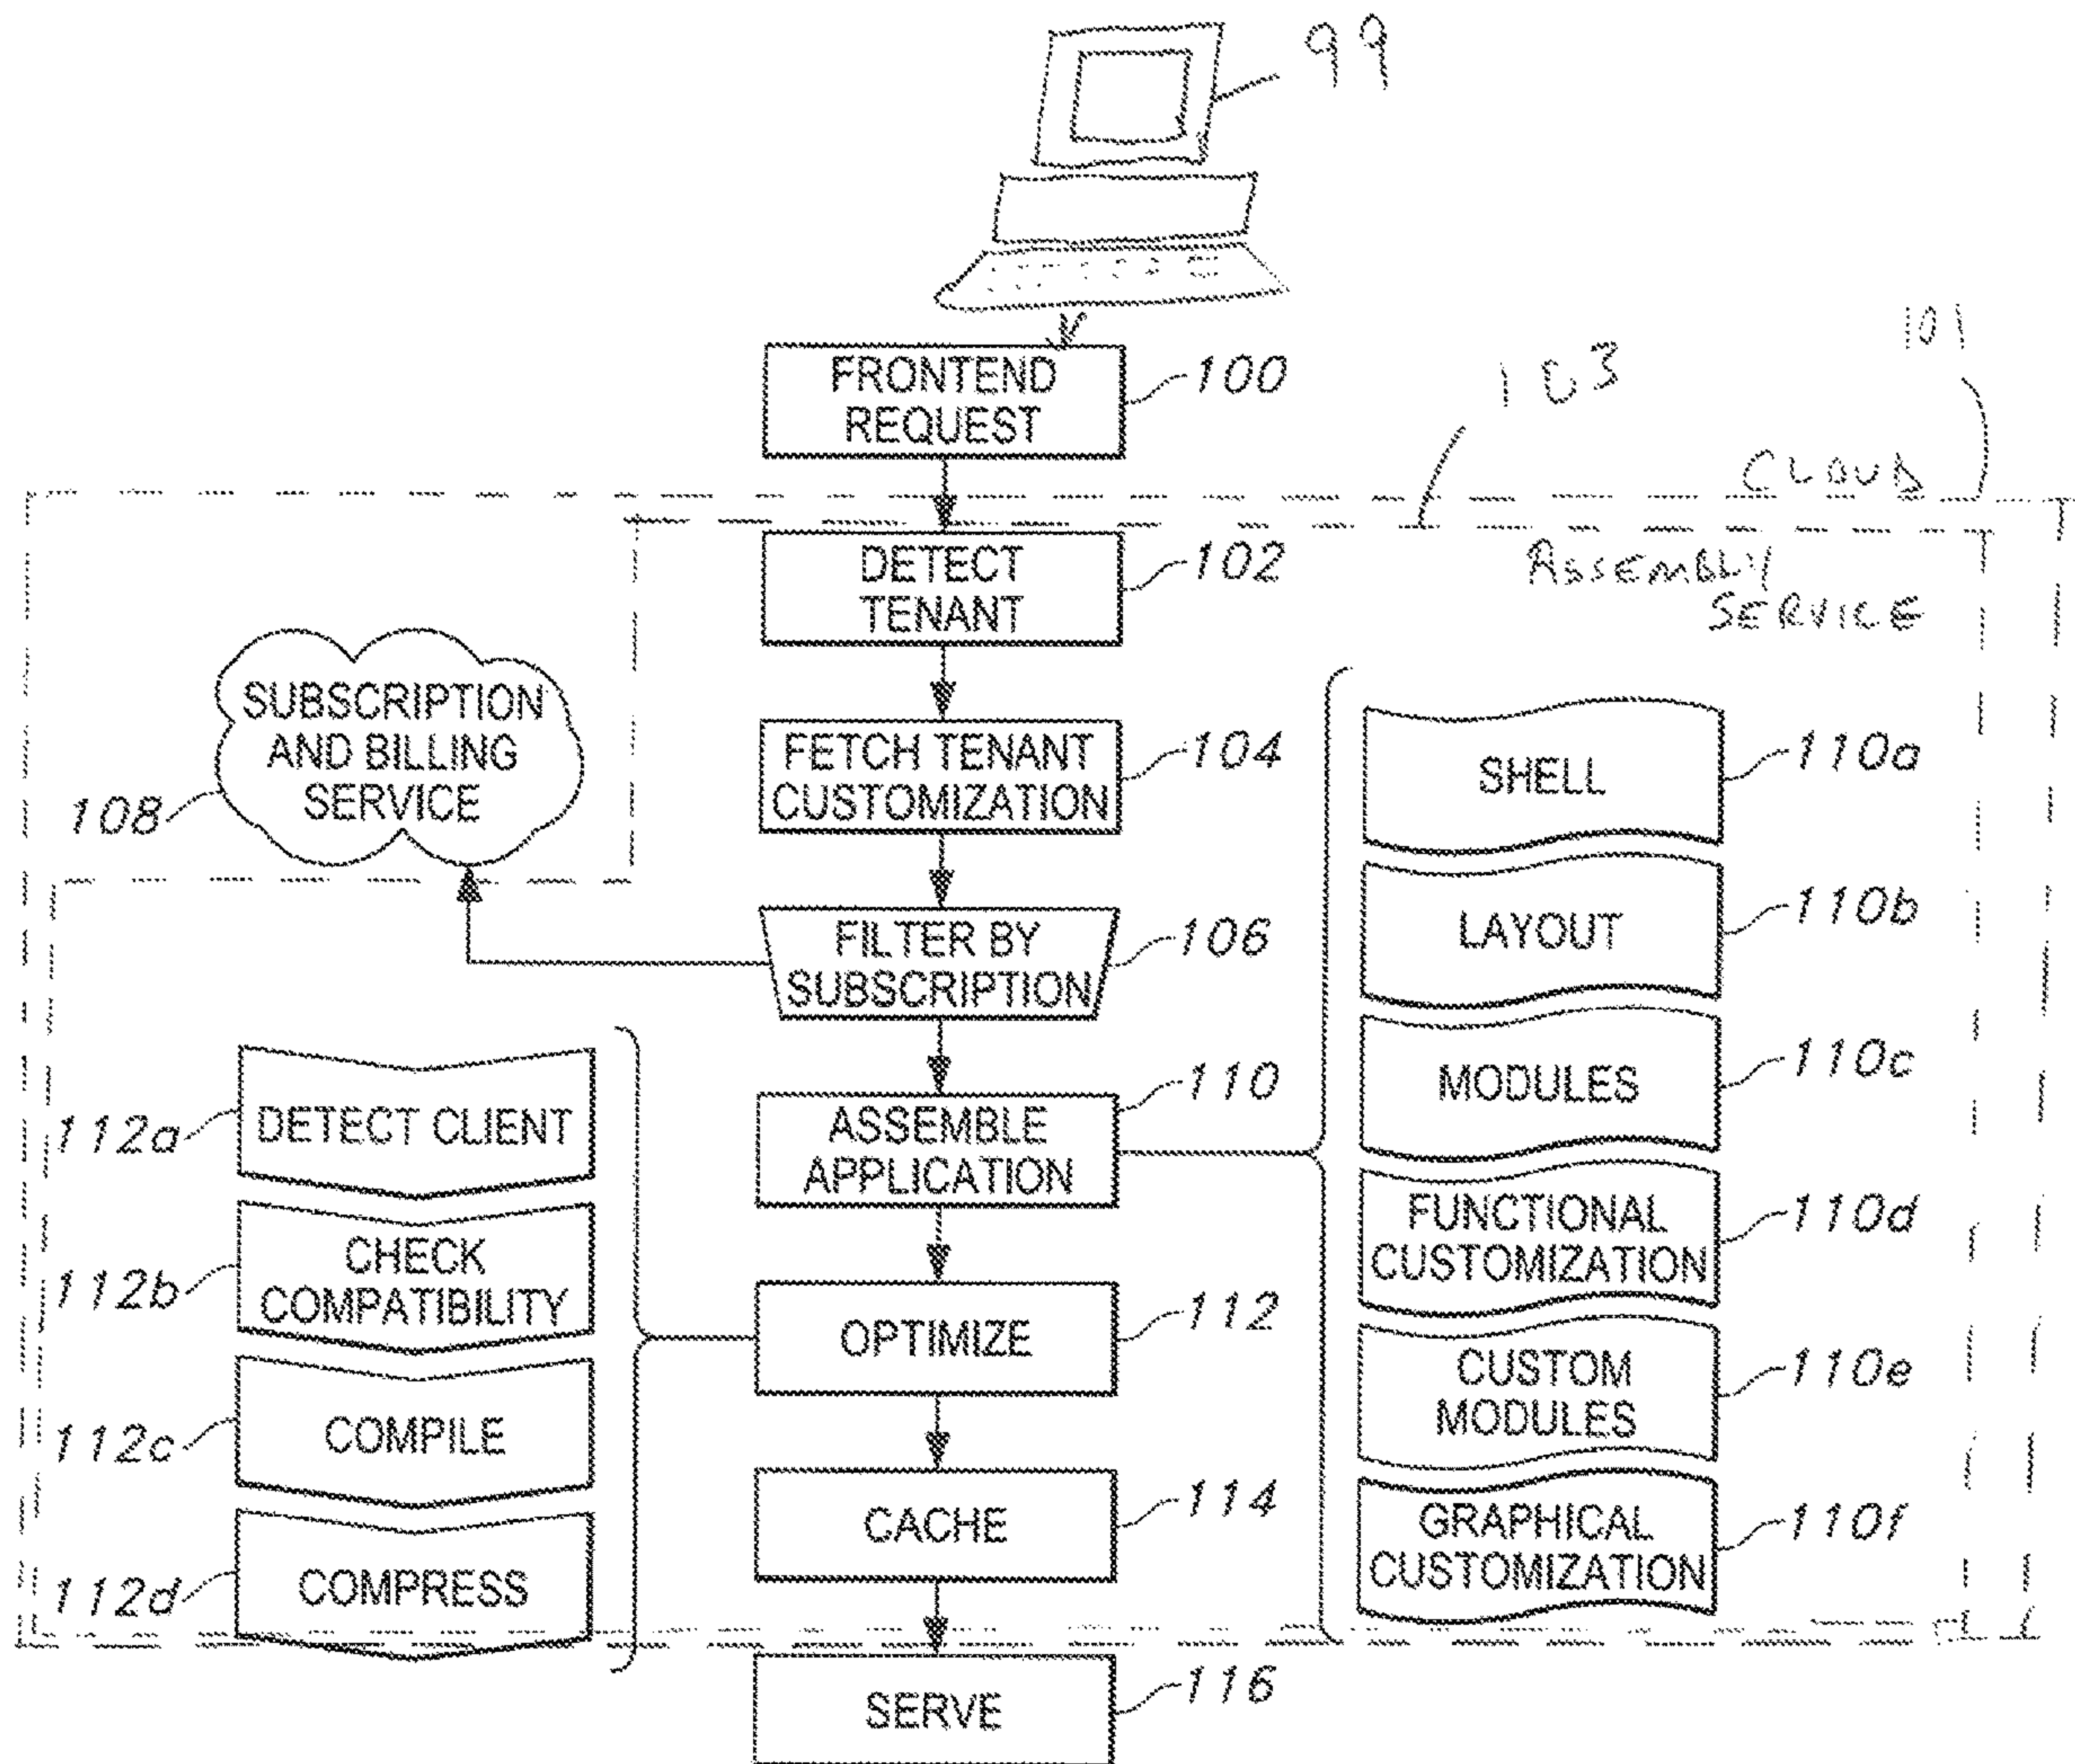 99
FRONTEND
REQUEST
100
103
101
CLOUD
DETECT
TENANT
102
ASSEMBLY
SERVICE
SUBSCRIPTION
AND BILLING
SERVICE
108
FETCH TENANT
CUSTOMIZATION
104
SHELL
110a
LAYOUT
110b
FILTER BY
SUBSCRIPTION
106
MODULES
110c
ASSEMBLE
APPLICATION
110
112a
DETECT CLIENT
FUNCTIONAL
CUSTOMIZATION
110d
112b
CHECK
COMPATIBILITY
OPTIMIZE
112
CUSTOM
MODULES
110e
112c
COMPILE
CACHE
114
GRAPHICAL
CUSTOMIZATION
110f
112d
COMPRESS
SERVE
116